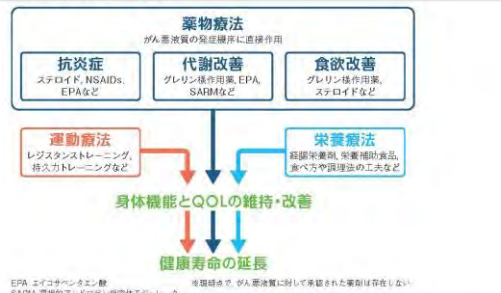 薬物療法
がん悪液質の発症機序に直接作用
抗炎症
ステロイド, NSAIDs,
EPAなど
代謝改善
グレリン様作用薬, EPA,
SARMなど
食欲改善
グレリン様作用薬,
ステロイドなど
運動療法
レジスタンストレーニング,
持久力トレーニングなど
栄養療法
経腸栄養剤, 栄養補助食品,
食べ方や調理法の工夫など
身体機能とQOLの維持・改善
健康寿命の延長
EPA エイコサペンタエン酸
※現時点で, がん悪液質に対して承認された薬剤は存在しない